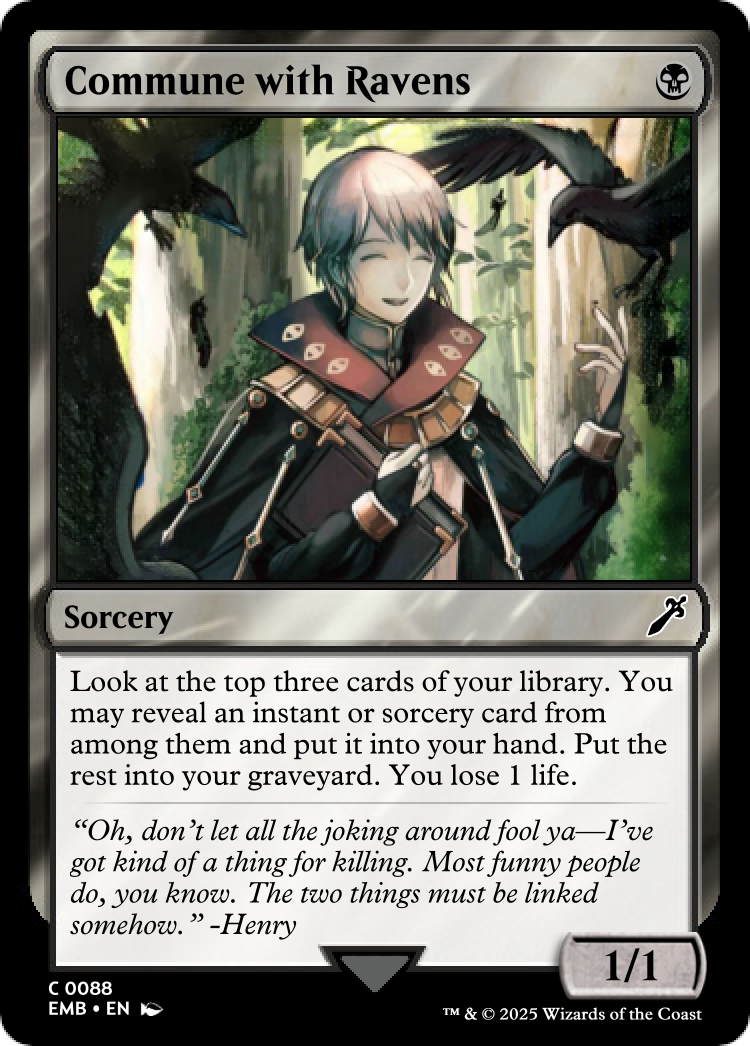 Commune with Ravens
Sorcery
Look at the top three cards of your library. You
may reveal an instant or sorcery card from
among them and put it into your hand. Put the
rest into your graveyard. You lose 1 life.
“Oh, don’t let all the joking around fool ya—I’ve
got kind of a thing for killing. Most funny people
do, you know. The two things must be linked
somehow.” -Henry
1/1
C 0088
EMB • EN
™ & © 2025 Wizards of the Coast